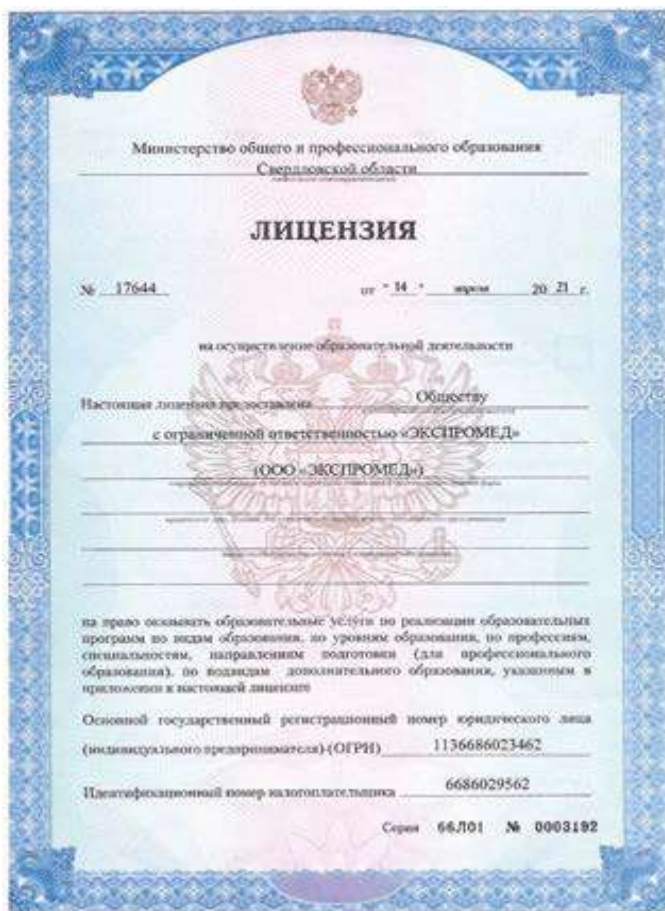 Министерство общего и профессионального образования
Свердловской области
ЛИЦЕНЗИЯ
№ 17644 от " 14 " апреля 20 21 г.
на осуществление образовательной деятельности
Настоящая лицензия предоставлена Обществу
с ограниченной ответственностью «ЭКСПРОМЕД»
(ООО «ЭКСПРОМЕД»)
на право оказывать образовательные услуги по реализации образовательных
программ по видам образования, по уровням образования, по профессиям,
специальностям, направлениям подготовки (для профессионального
образования), по подвидам дополнительного образования, указанным в
приложении к настоящей лицензии
Основной государственный регистрационный номер юридического лица
(индивидуального предпринимателя) (ОГРН) 1136686023462
Идентификационный номер налогоплательщика 6686029562
Серия 66Л01 № 0003192